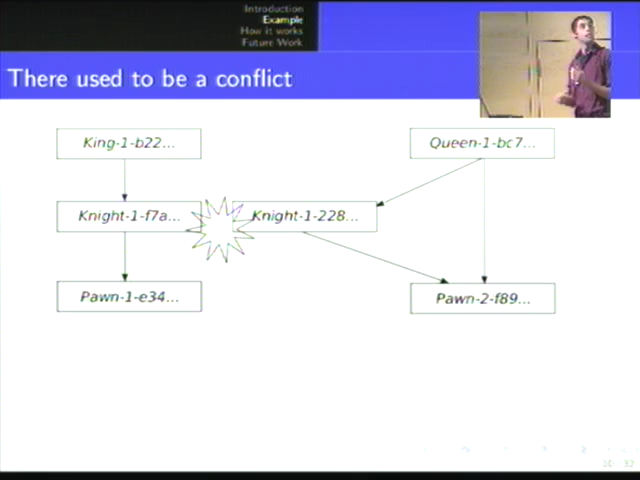 Introduction
Example
How it works
Future Work
There used to be a conflict
King-1-b22...
Queen-1-bc7...
Knight-1-f7a...
Knight-1-228...
Pawn-1-e34...
Pawn-2-f89...